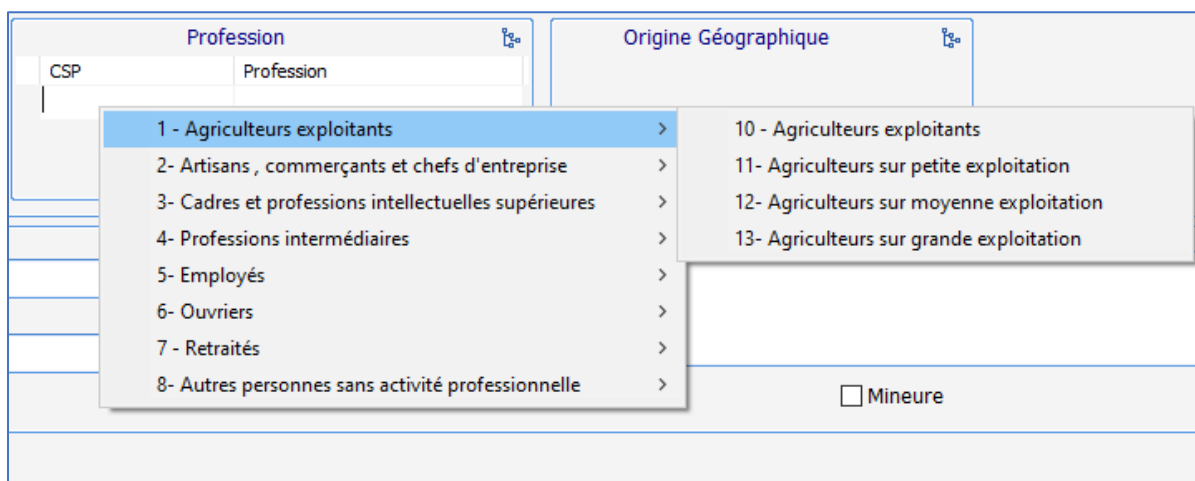 Profession
Origine Géographique
CSP Profession
1 - Agriculteurs exploitants
2- Artisans , commerçants et chefs d'entreprise
3- Cadres et professions intellectuelles supérieures
4- Professions intermédiaires
5- Employés
6- Ouvriers
7 - Retraités
8- Autres personnes sans activité professionnelle
10 - Agriculteurs exploitants
11- Agriculteurs sur petite exploitation
12- Agriculteurs sur moyenne exploitation
13- Agriculteurs sur grande exploitation
Mineure